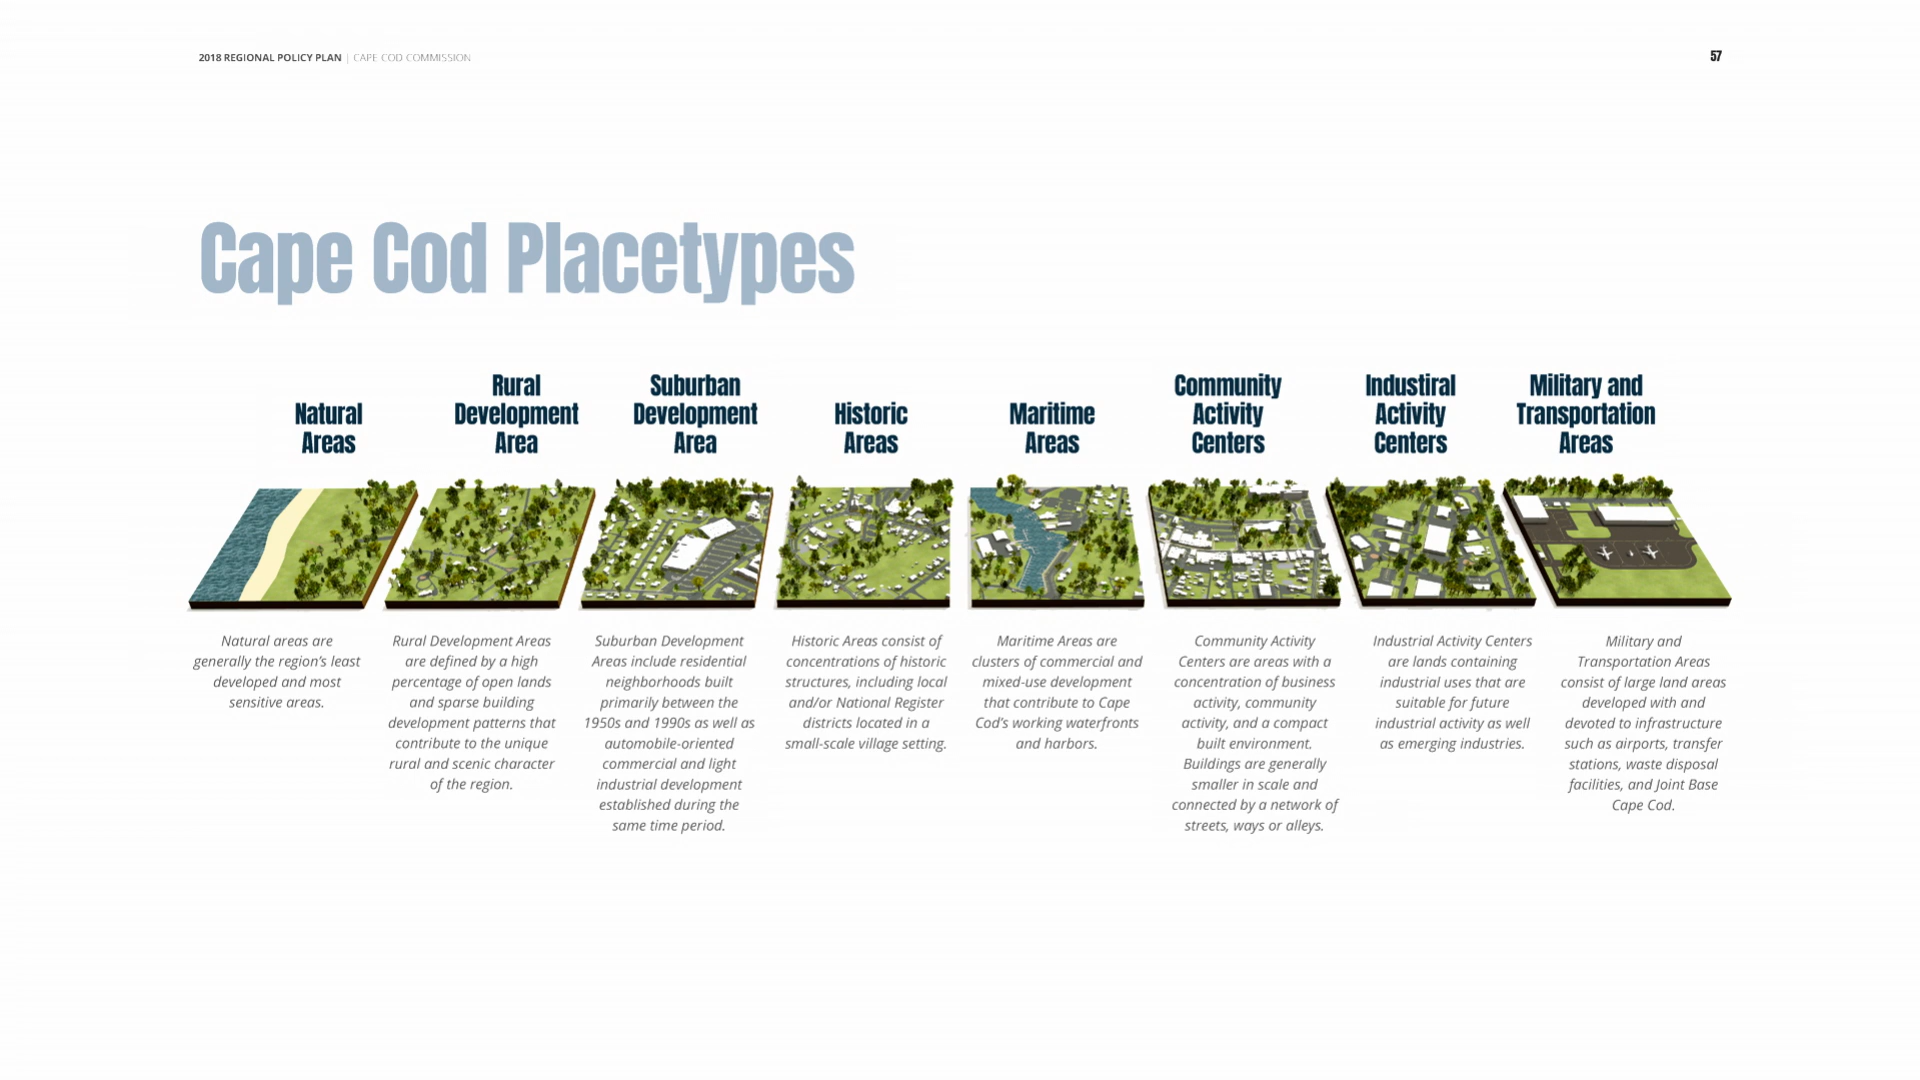 2018 REGIONAL POLICY PLAN | CAPE COD COMMISSION
57
Cape Cod Placetypes
Natural
Areas
Rural
Development
Area
Suburban
Development
Area
Historic
Areas
Maritime
Areas
Community
Activity
Centers
Industiral
Activity
Centers
Military and
Transportation
Areas
Natural areas are
generally the region's least
developed and most
sensitive areas.
Rural Development Areas
are defined by a high
percentage of open lands
and sparse building
development patterns that
contribute to the unique
rural and scenic character
of the region.
Suburban Development
Areas include residential
neighborhoods built
primarily between the
1950s and 1990s as well as
automobile-oriented
commercial and light
industrial development
established during the
same time period.
Historic Areas consist of
concentrations of historic
structures, including local
and/or National Register
districts located in a
small-scale village setting.
Maritime Areas are
clusters of commercial and
mixed-use development
that contribute to Cape
Cod's working waterfronts
and harbors.
Community Activity
Centers are areas with a
concentration of business
activity, community
activity, and a compact
built environment.
Buildings are generally
smaller in scale and
connected by a network of
streets, ways or alleys.
Industrial Activity Centers
are lands containing
industrial uses that are
suitable for future
industrial activity as well
as emerging industries.
Military and
Transportation Areas
consist of large land areas
developed with and
devoted to infrastructure
such as airports, transfer
stations, waste disposal
facilities, and Joint Base
Cape Cod.